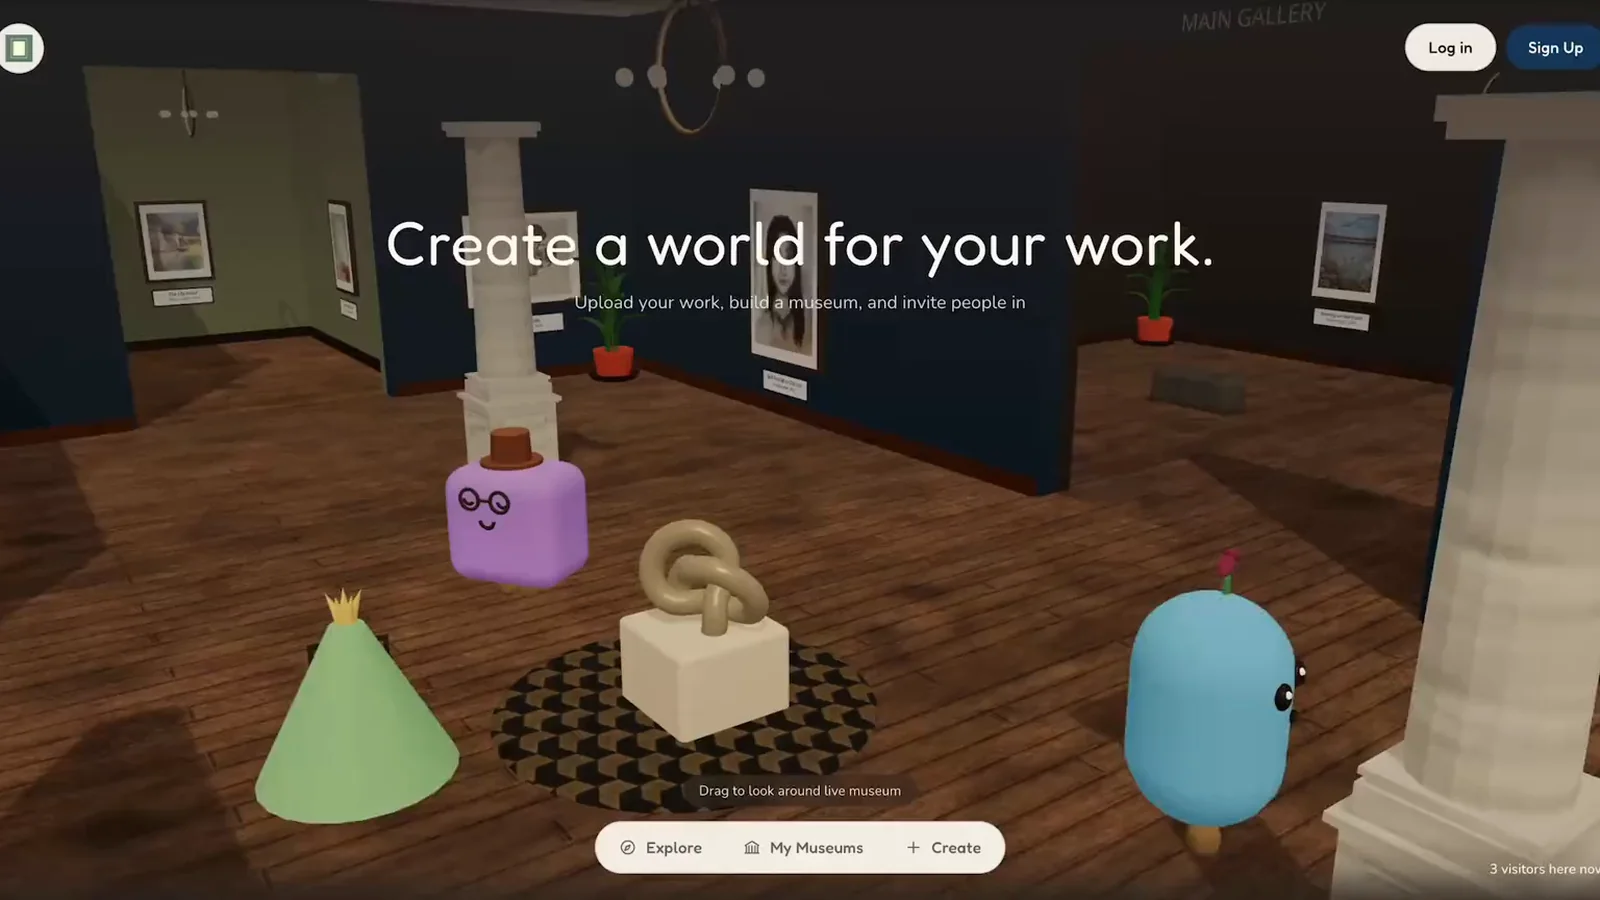 MAIN GALLERY
Log in
Sign Up
Create a world for your work.
Upload your work, build a museum, and invite people in
Drag to look around live museum
Explore
My Museums
Create
3 visitors here now